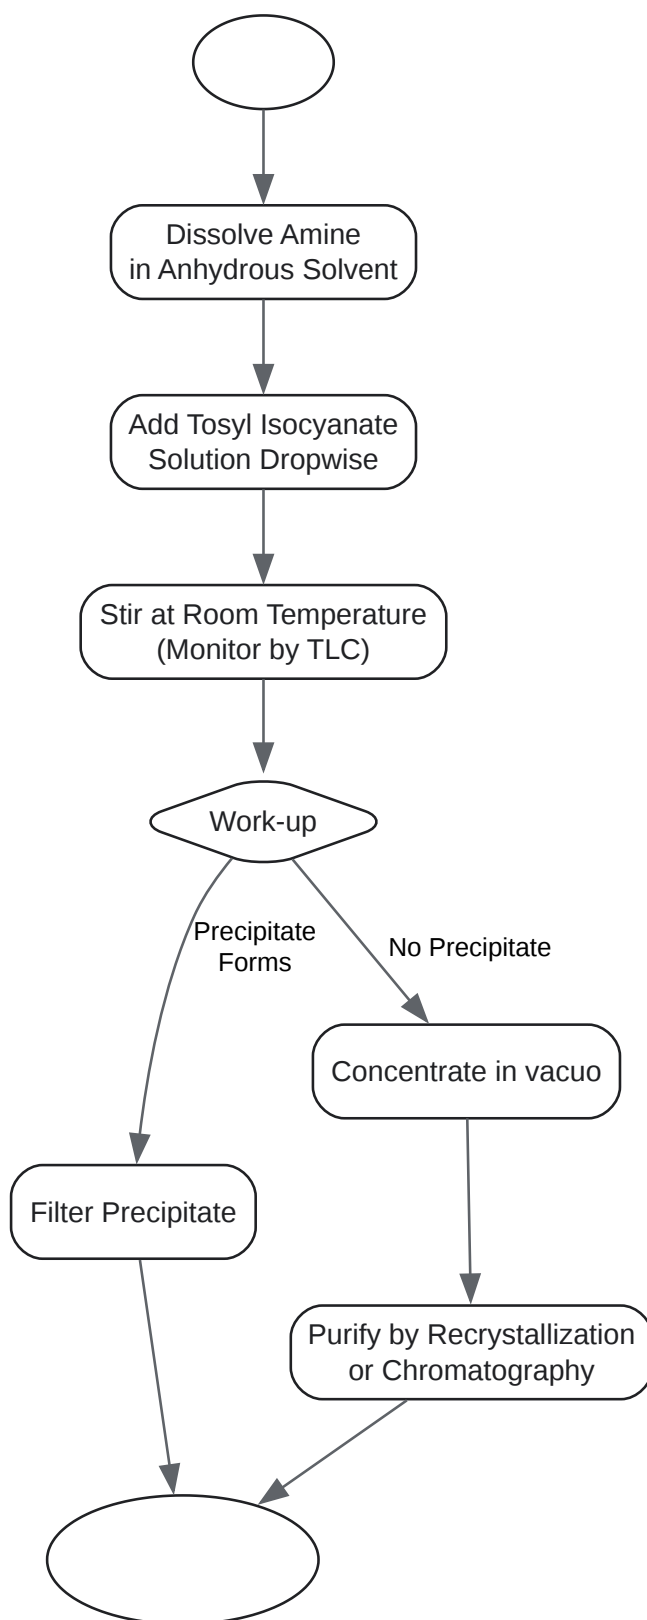 Dissolve Amine
in Anhydrous Solvent
Add Tosyl Isocyanate
Solution Dropwise
Stir at Room Temperature
(Monitor by TLC)
Work-up
Precipitate
Forms
No Precipitate
Concentrate in vacuo
Filter Precipitate
Purify by Recrystallization
or Chromatography